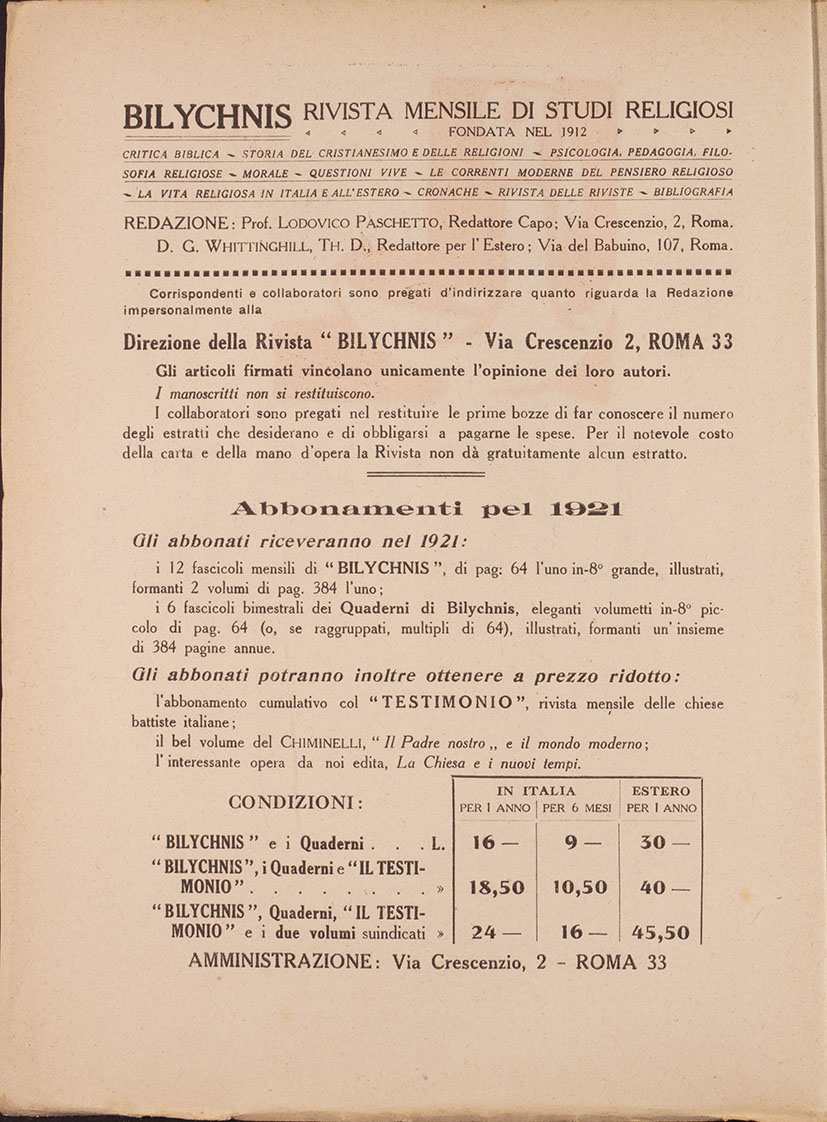 BILYCHNIS RIVISTA MENSILE DI STUDI RELIGIOSI
FONDATA NEL 1912
CRITICA BIBLICA ~ STORIA DEL CRISTIANESIMO E DELLE RELIGIONI ~ PSICOLOGIA, PEDAGOGIA, FILO-
SOFIA RELIGIOSE ~ MORALE ~ QUESTIONI VIVE ~ LE CORRENTI MODERNE DEL PENSIERO RELIGIOSO
~ LA VITA RELIGIOSA IN ITALIA E ALL'ESTERO ~ CRONACHE ~ RIVISTA DELLE RIVISTE ~ BIBLIOGRAFIA
REDAZIONE: Prof. LODOVICO PASCHETTO, Redattore Capo; Via Crescenzio, 2, Roma.
D. G. WHITTINGHILL, TH. D., Redattore per l'Estero; Via del Babuino, 107, Roma.
Corrispondenti e collaboratori sono pregati d'indirizzare quanto riguarda la Redazione
impersonalmente alla
Direzione della Rivista "BILYCHNIS" - Via Crescenzio 2, ROMA 33
Gli articoli firmati vincolano unicamente l'opinione dei loro autori.
I manoscritti non si restituiscono.
I collaboratori sono pregati nel restituire le prime bozze di far conoscere il numero
degli estratti che desiderano e di obbligarsi a pagarne le spese. Per il notevole costo
della carta e della mano d'opera la Rivista non dà gratuitamente alcun estratto.
Abbonamenti pel 1921
Gli abbonati riceveranno nel 1921:
i 12 fascicoli mensili di "BILYCHNIS", di pag: 64 l'uno in-8º grande, illustrati,
formanti 2 volumi di pag. 384 l'uno;
i 6 fascicoli bimestrali dei Quaderni di Bilychnis, eleganti volumetti in-8º pic-
colo di pag. 64 (o, se raggruppati, multipli di 64), illustrati, formanti un'insieme
di 384 pagine annue.
Gli abbonati potranno inoltre ottenere a prezzo ridotto:
l'abbonamento cumulativo col "TESTIMONIO", rivista mensile delle chiese
battiste italiane;
il bel volume del CHIMINELLI, "Il Padre nostro„ e il mondo moderno;
l'interessante opera da noi edita, La Chiesa e i nuovi tempi.
CONDIZIONI: IN ITALIA ESTERO
PER 1 ANNO PER 6 MESI PER 1 ANNO
"BILYCHNIS" e i Quaderni . . . L. 16 — 9 — 30 —
"BILYCHNIS", i Quaderni e "IL TESTI-
MONIO" . . . . . . . . » 18,50 10,50 40 —
"BILYCHNIS", Quaderni, "IL TESTI-
MONIO" e i due volumi suindicati » 24 — 16 — 45,50
AMMINISTRAZIONE: Via Crescenzio, 2 - ROMA 33